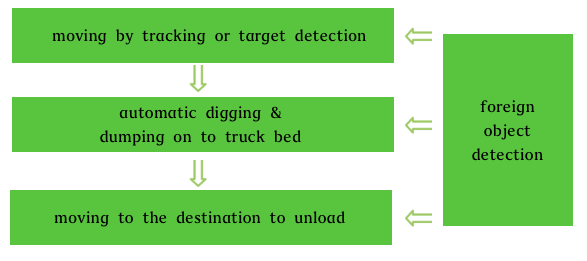 moving by tracking or target detection
automatic digging &
dumping on to truck bed
moving to the destination to unload
foreign
object
detection